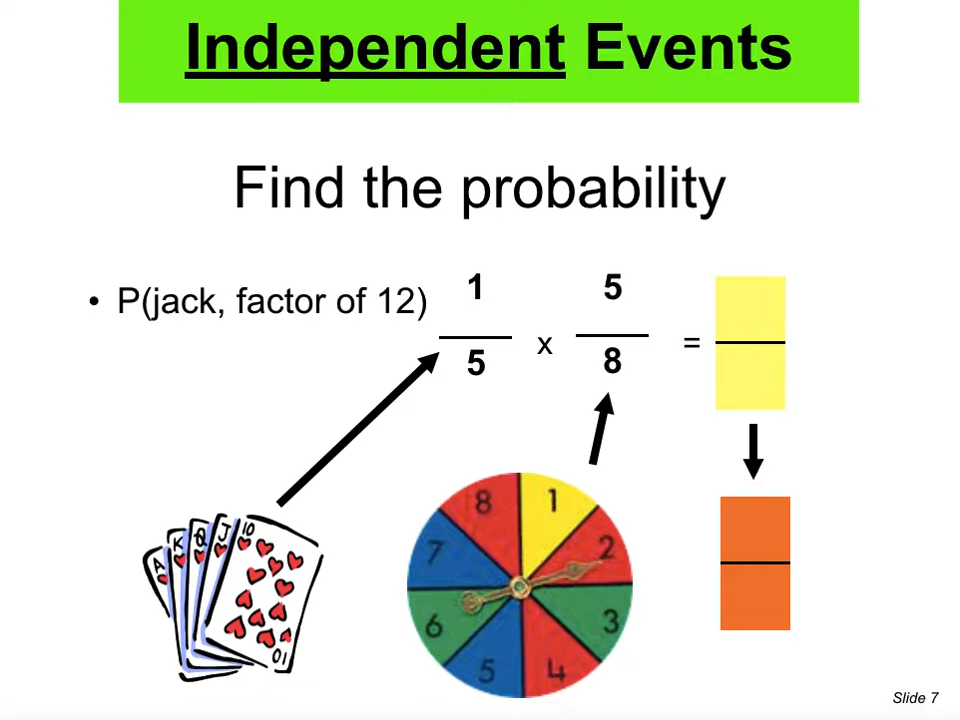 Independent Events
Find the probability
• P(jack, factor of 12)
1
5
x
5
8
=
A
K
Q
J
10
10
8
1
7
2
6
3
5
4
Slide 7